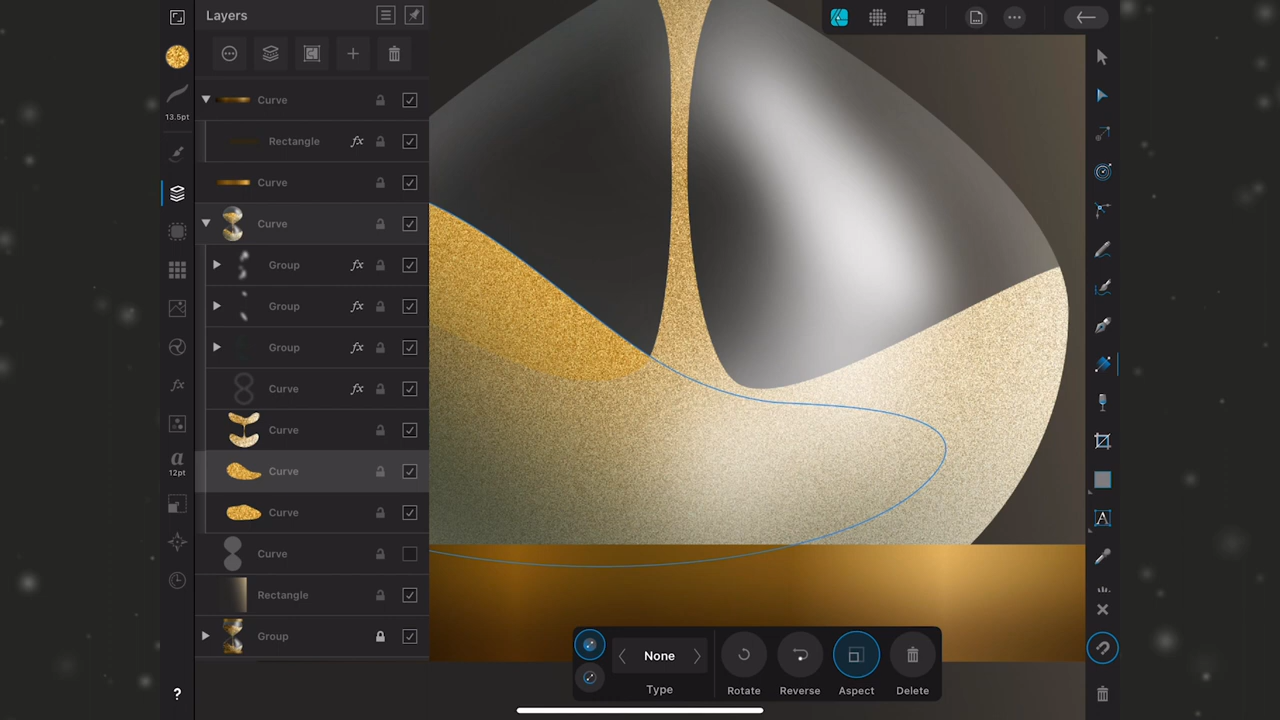 Layers
13.5pt
Curve
Rectangle
fx
Curve
Curve
Group
fx
Group
fx
Group
fx
Curve
fx
Curve
Curve
Curve
Curve
Rectangle
Group
fx
a
12pt
?
A
None
Type
Rotate
Reverse
Aspect
Delete